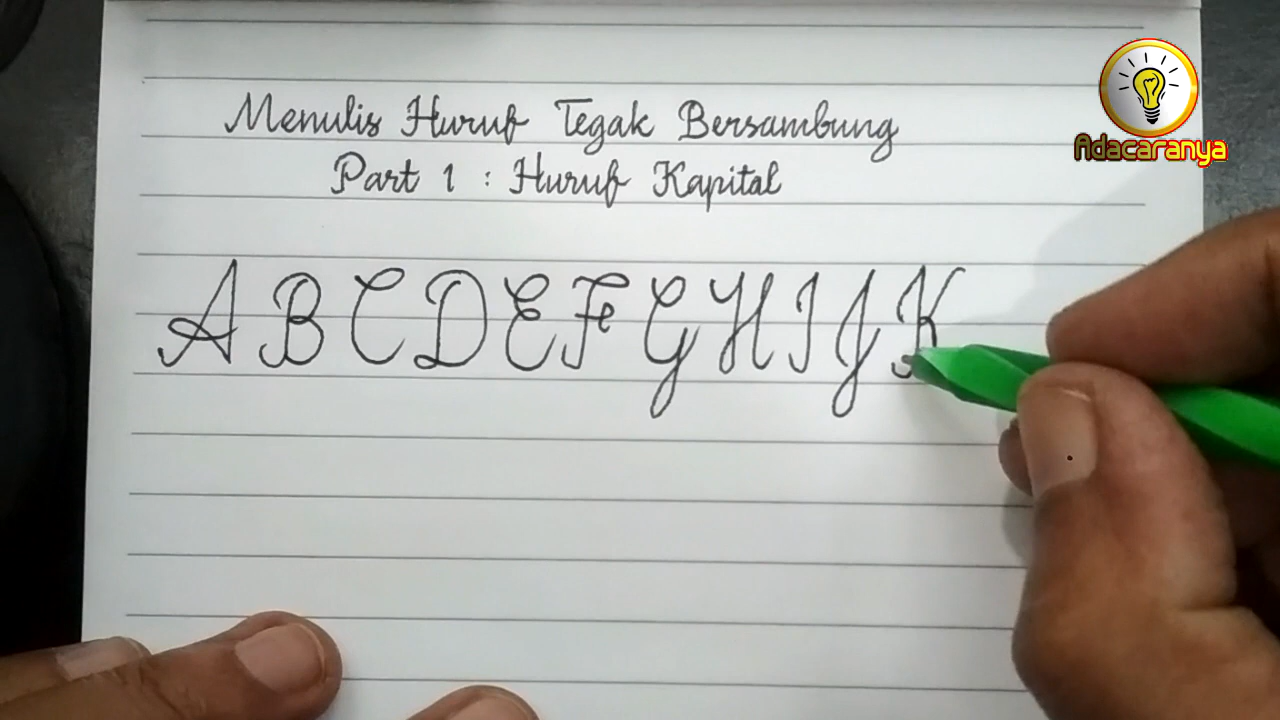 Menulis Huruf Tegak Bersambung
Part 1 : Huruf Kapital
A B C D E F G H I J K
Adacaranya